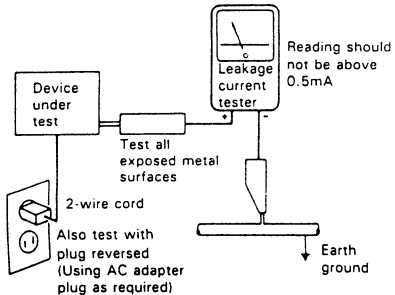 Device
under
test
Leakage
current
tester
+ -
Reading should
not be above
0.5mA
Test all
exposed metal
surfaces
2-wire cord
Also test with
plug reversed
(Using AC adapter
plug as required)
Earth
ground